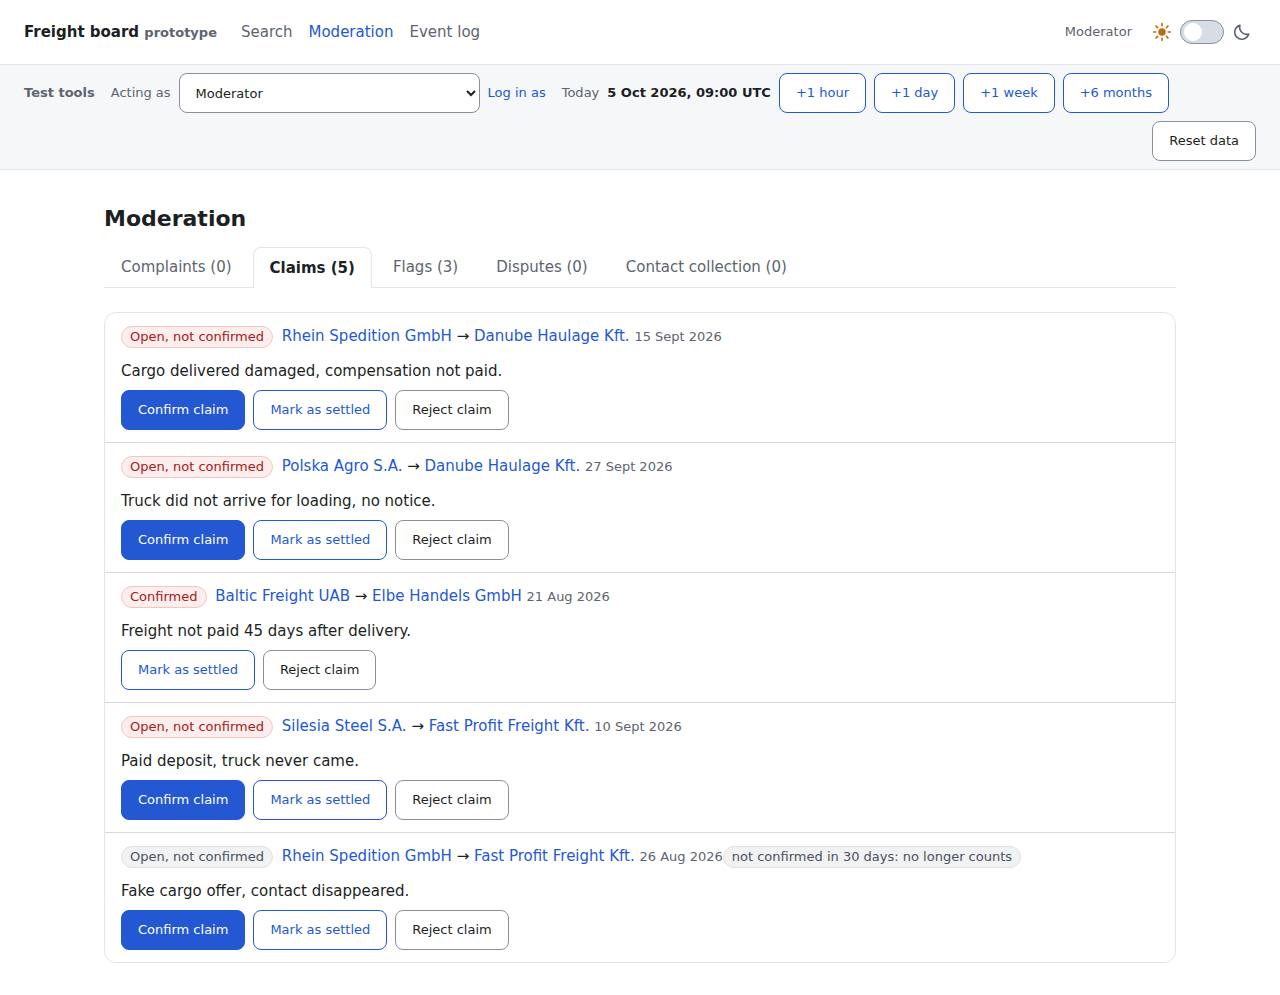 Freight board prototype Search Moderation Event log Moderator
Test tools Acting as Moderator Log in as Today 5 Oct 2026, 09:00 UTC +1 hour +1 day +1 week +6 months
Reset data
Moderation
Complaints (0) Claims (5) Flags (3) Disputes (0) Contact collection (0)
Open, not confirmed Rhein Spedition GmbH → Danube Haulage Kft. 15 Sept 2026
Cargo delivered damaged, compensation not paid.
Confirm claim Mark as settled Reject claim
Open, not confirmed Polska Agro S.A. → Danube Haulage Kft. 27 Sept 2026
Truck did not arrive for loading, no notice.
Confirm claim Mark as settled Reject claim
Confirmed Baltic Freight UAB → Elbe Handels GmbH 21 Aug 2026
Freight not paid 45 days after delivery.
Mark as settled Reject claim
Open, not confirmed Silesia Steel S.A. → Fast Profit Freight Kft. 10 Sept 2026
Paid deposit, truck never came.
Confirm claim Mark as settled Reject claim
Open, not confirmed Rhein Spedition GmbH → Fast Profit Freight Kft. 26 Aug 2026 not confirmed in 30 days: no longer counts
Fake cargo offer, contact disappeared.
Confirm claim Mark as settled Reject claim